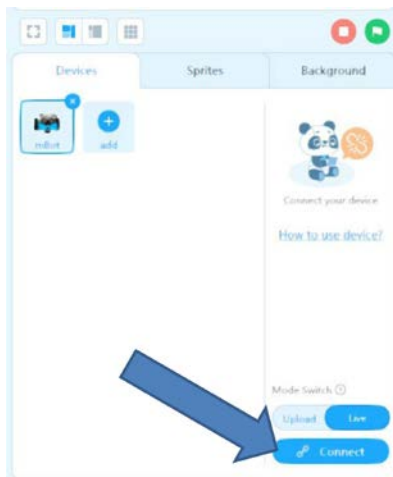 Devices Sprites Background
mBot add
Connect your device
How to use device?
Mode Switch
Upload Live
Connect